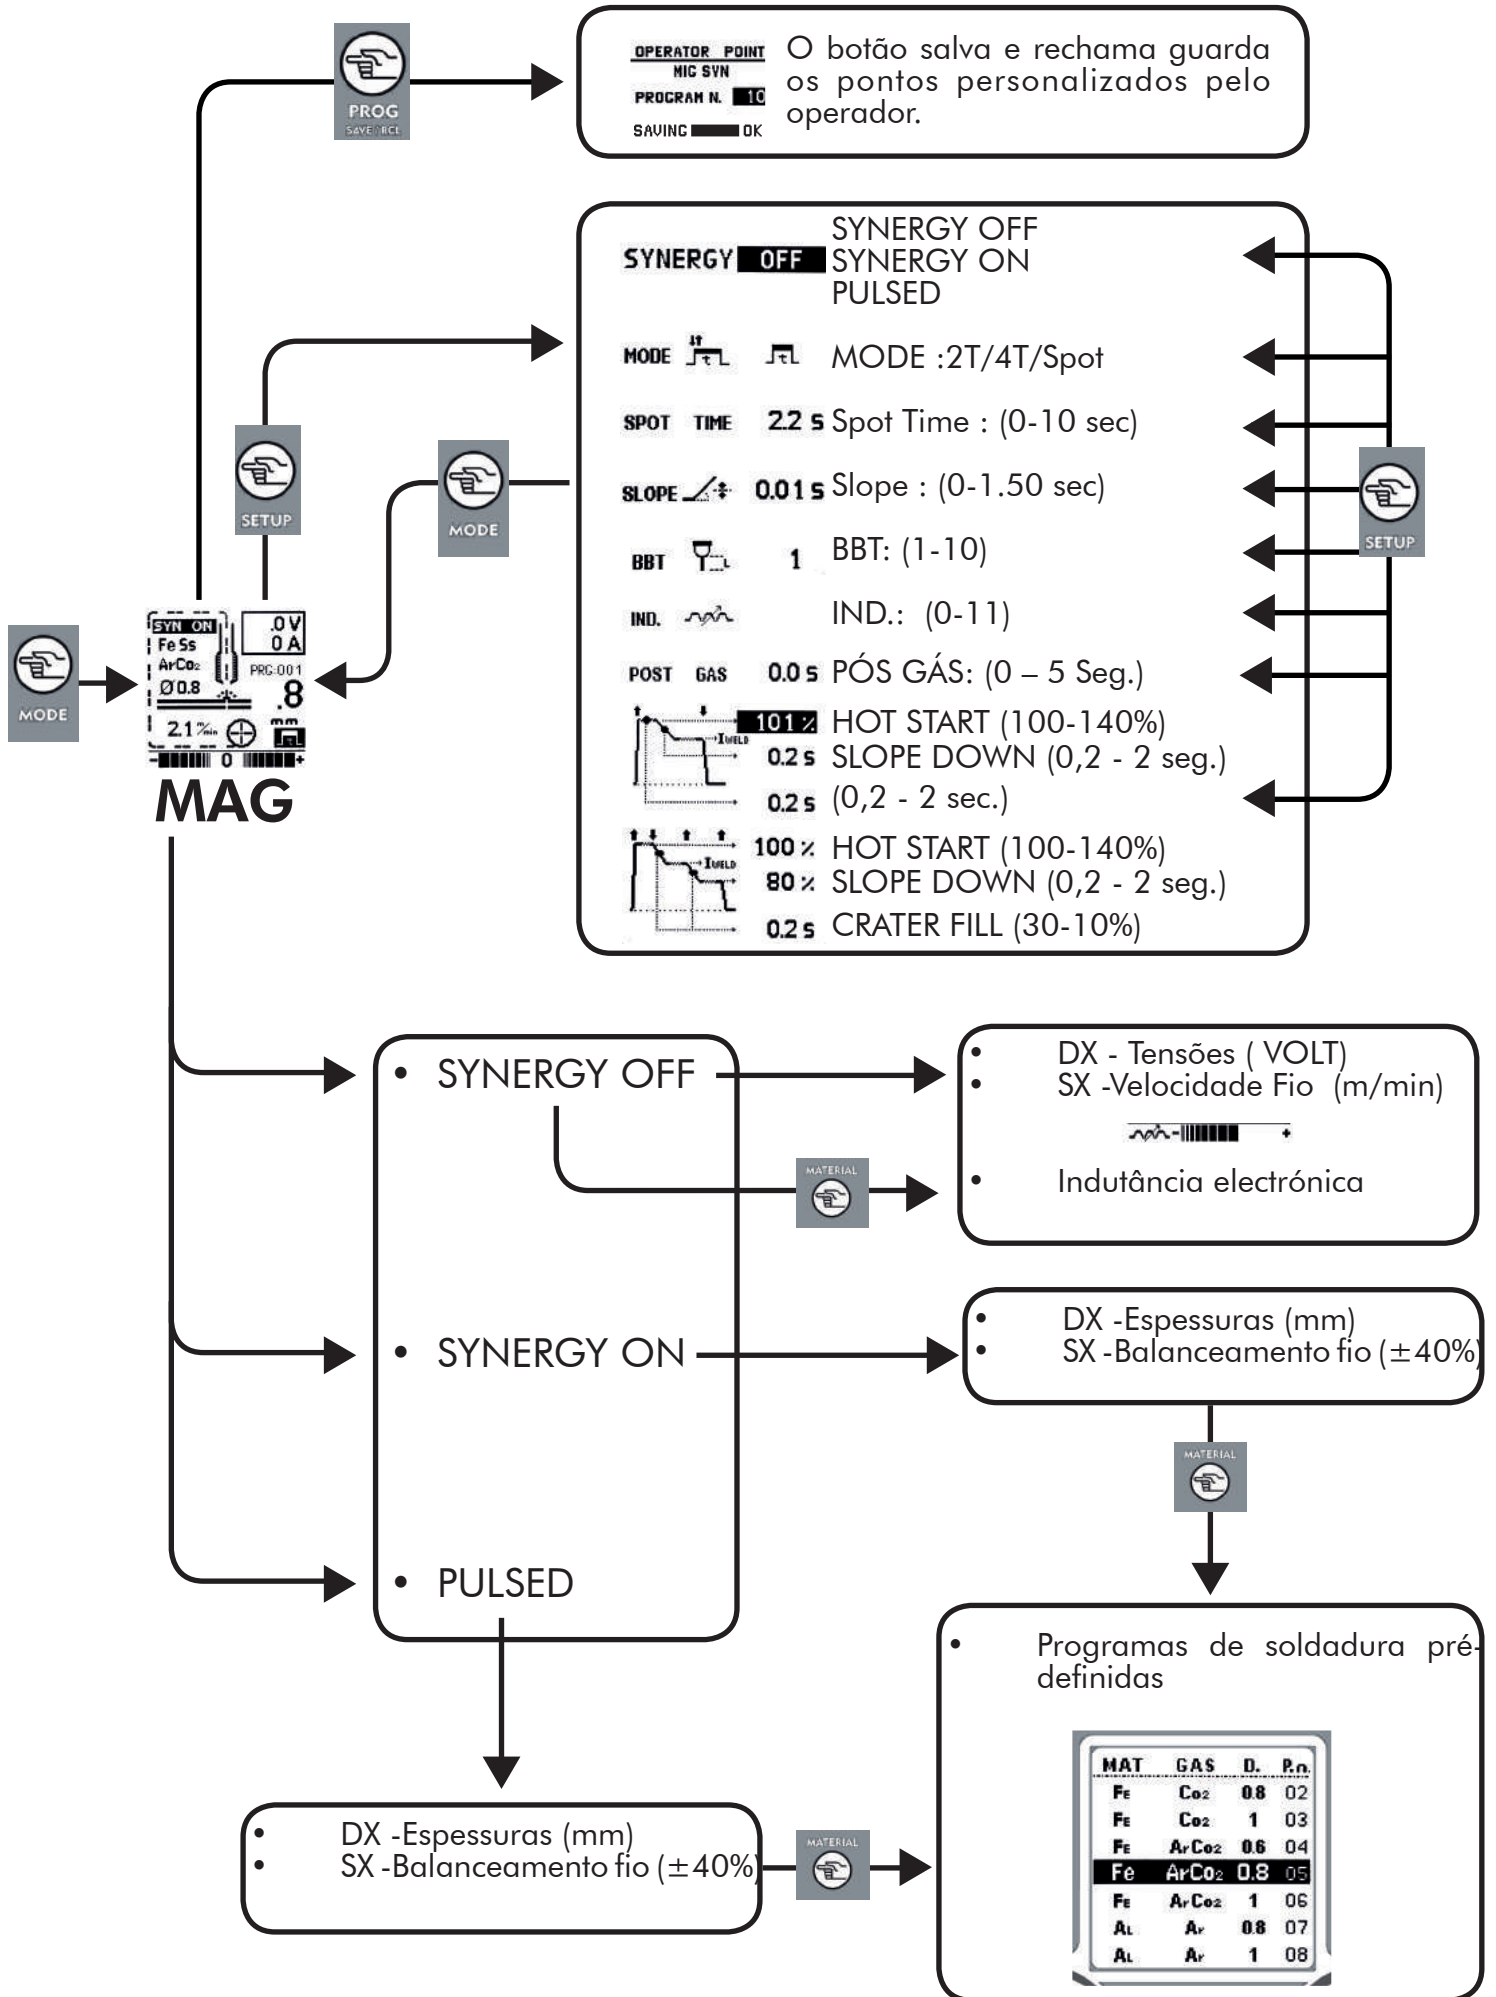 PROG
SAVE / RCL
OPERATOR POINT
MIG SYN
PROGRAM N. 10
SAVING OK
O botão salva e rechama guarda
os pontos personalizados pelo
operador.
SYNERGY OFF
SYNERGY OFF
SYNERGY ON
PULSED
MODE
MODE :2T/4T/Spot
SPOT TIME 2.2 s
Spot Time : (0-10 sec)
SLOPE 0.01 s
Slope : (0-1.50 sec)
BBT 1
BBT: (1-10)
IND.
IND.: (0-11)
POST GAS 0.0 s
PÓS GÁS: (0 – 5 Seg.)
101 %
HOT START (100-140%)
IWELD
0.2 s
SLOPE DOWN (0,2 - 2 seg.)
0.2 s
(0,2 - 2 sec.)
100 %
HOT START (100-140%)
IWELD
80 %
SLOPE DOWN (0,2 - 2 seg.)
0.2 s
CRATER FILL (30-10%)
SETUP
SETUP
MODE
MODE
SYN ON
.0 V
0 A
Fe Ss
ArCo2
PRG-001
Ø 0.8
.8
mm
2.1 m/min
- 0 +
MAG
• SYNERGY OFF
• DX - Tensões ( VOLT)
• SX -Velocidade Fio (m/min)
- +
MATERIAL
• Indutância electrónica
• SYNERGY ON
• DX -Espessuras (mm)
• SX -Balanceamento fio (±40%)
MATERIAL
• PULSED
• Programas de soldadura pré-
definidas
MAT GAS D. P.n.
FE Co2 0.8 02
FE Co2 1 03
FE ArCo2 0.6 04
Fe ArCo2 0.8 05
FE ArCo2 1 06
AL Ar 0.8 07
AL Ar 1 08
• DX -Espessuras (mm)
• SX -Balanceamento fio (±40%)
MATERIAL